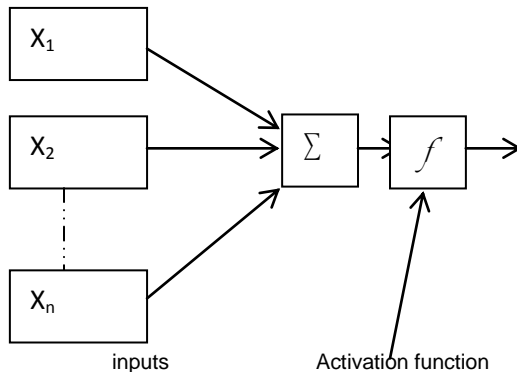 X₁
X₂
∑ f
Xₙ
inputs Activation function